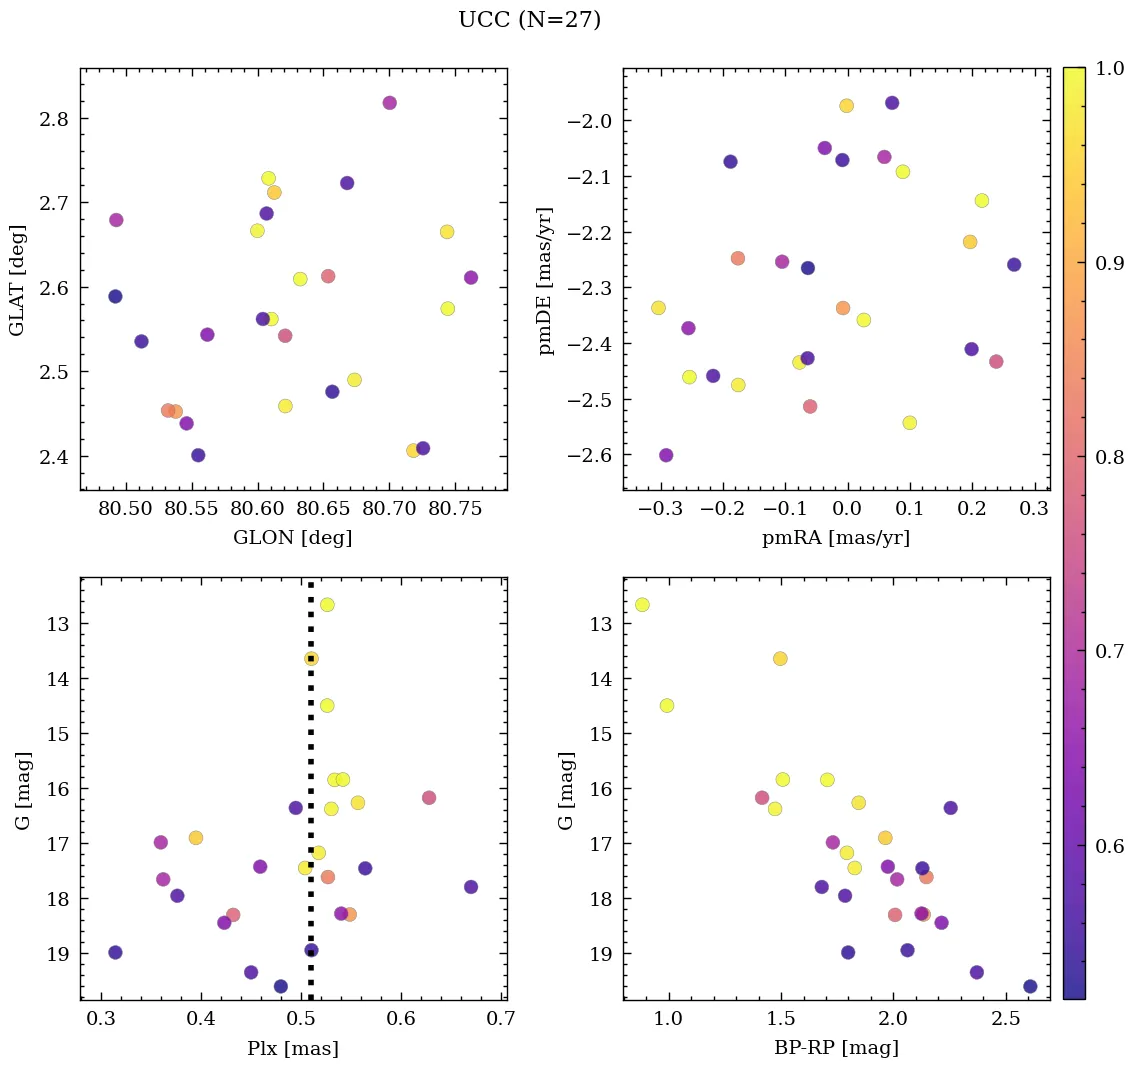 UCC (N=27)
2.8
2.7
2.6
2.5
2.4
GLAT [deg]
80.50 80.55 80.60 80.65 80.70 80.75
GLON [deg]
−2.0
−2.1
−2.2
−2.3
−2.4
−2.5
−2.6
pmDE [mas/yr]
−0.3 −0.2 −0.1 0.0 0.1 0.2 0.3
pmRA [mas/yr]
1.0
0.9
0.8
0.7
0.6
13
14
15
16
17
18
19
G [mag]
0.3 0.4 0.5 0.6 0.7
Plx [mas]
13
14
15
16
17
18
19
G [mag]
1.0 1.5 2.0 2.5
BP-RP [mag]